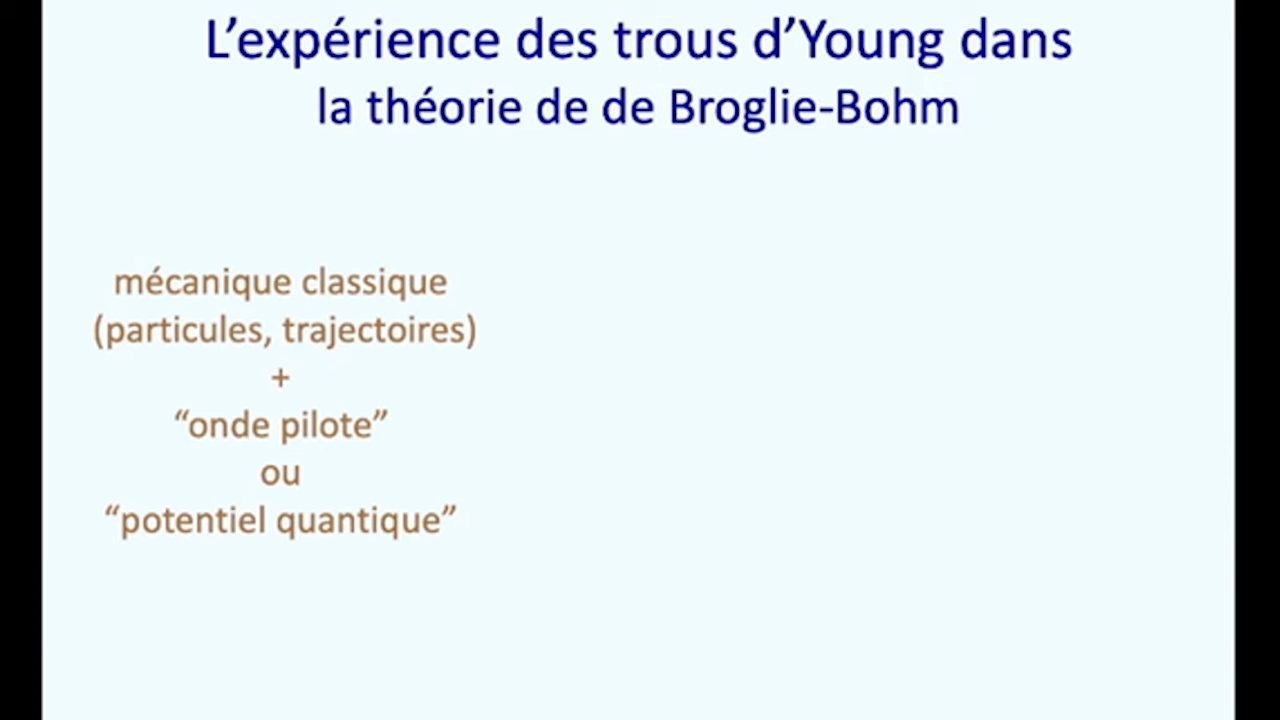 L’expérience des trous d’Young dans
la théorie de de Broglie-Bohm
mécanique classique
(particules, trajectoires)
+
“onde pilote”
ou
“potentiel quantique”